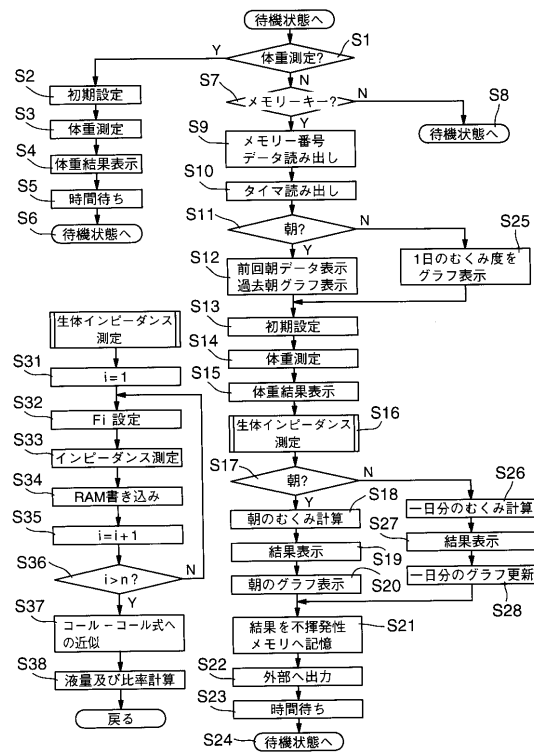 待機状態へ
S1
体重測定?
Y
N
S2
初期設定
S3
体重測定
S4
体重結果表示
S5
時間待ち
S6
待機状態へ
S7
メモリーキー?
N
Y
S8
待機状態へ
S9
メモリー番号
データ読み出し
S10
タイマ読み出し
S11
朝?
N
Y
S12
前回朝データ表示
過去朝グラフ表示
S25
1日のむくみ度を
グラフ表示
S13
初期設定
S14
体重測定
S15
体重結果表示
S16
生体インピーダンス
測定
S17
朝?
N
Y
S18
朝のむくみ計算
S19
結果表示
S20
朝のグラフ表示
S26
一日分のむくみ計算
S27
結果表示
S28
一日分のグラフ更新
S21
結果を不揮発性
メモリへ記憶
S22
外部へ出力
S23
時間待ち
S24
待機状態へ
生体インピーダンス
測定
S31
i=1
S32
Fi 設定
S33
インピーダンス測定
S34
RAM書き込み
S35
i=i+1
S36
i>n?
N
Y
S37
コール－コール式へ
の近似
S38
液量及び比率計算
戻る